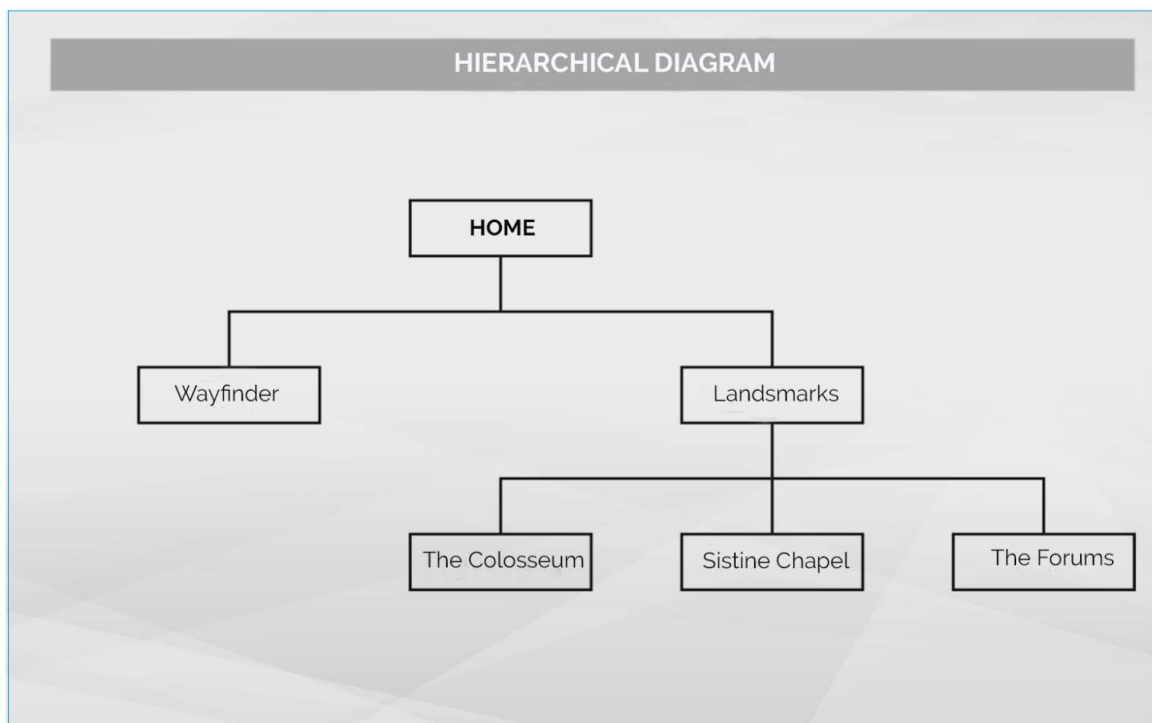 HIERARCHICAL DIAGRAM
HOME
Wayfinder
Landsmarks
The Colosseum
Sistine Chapel
The Forums